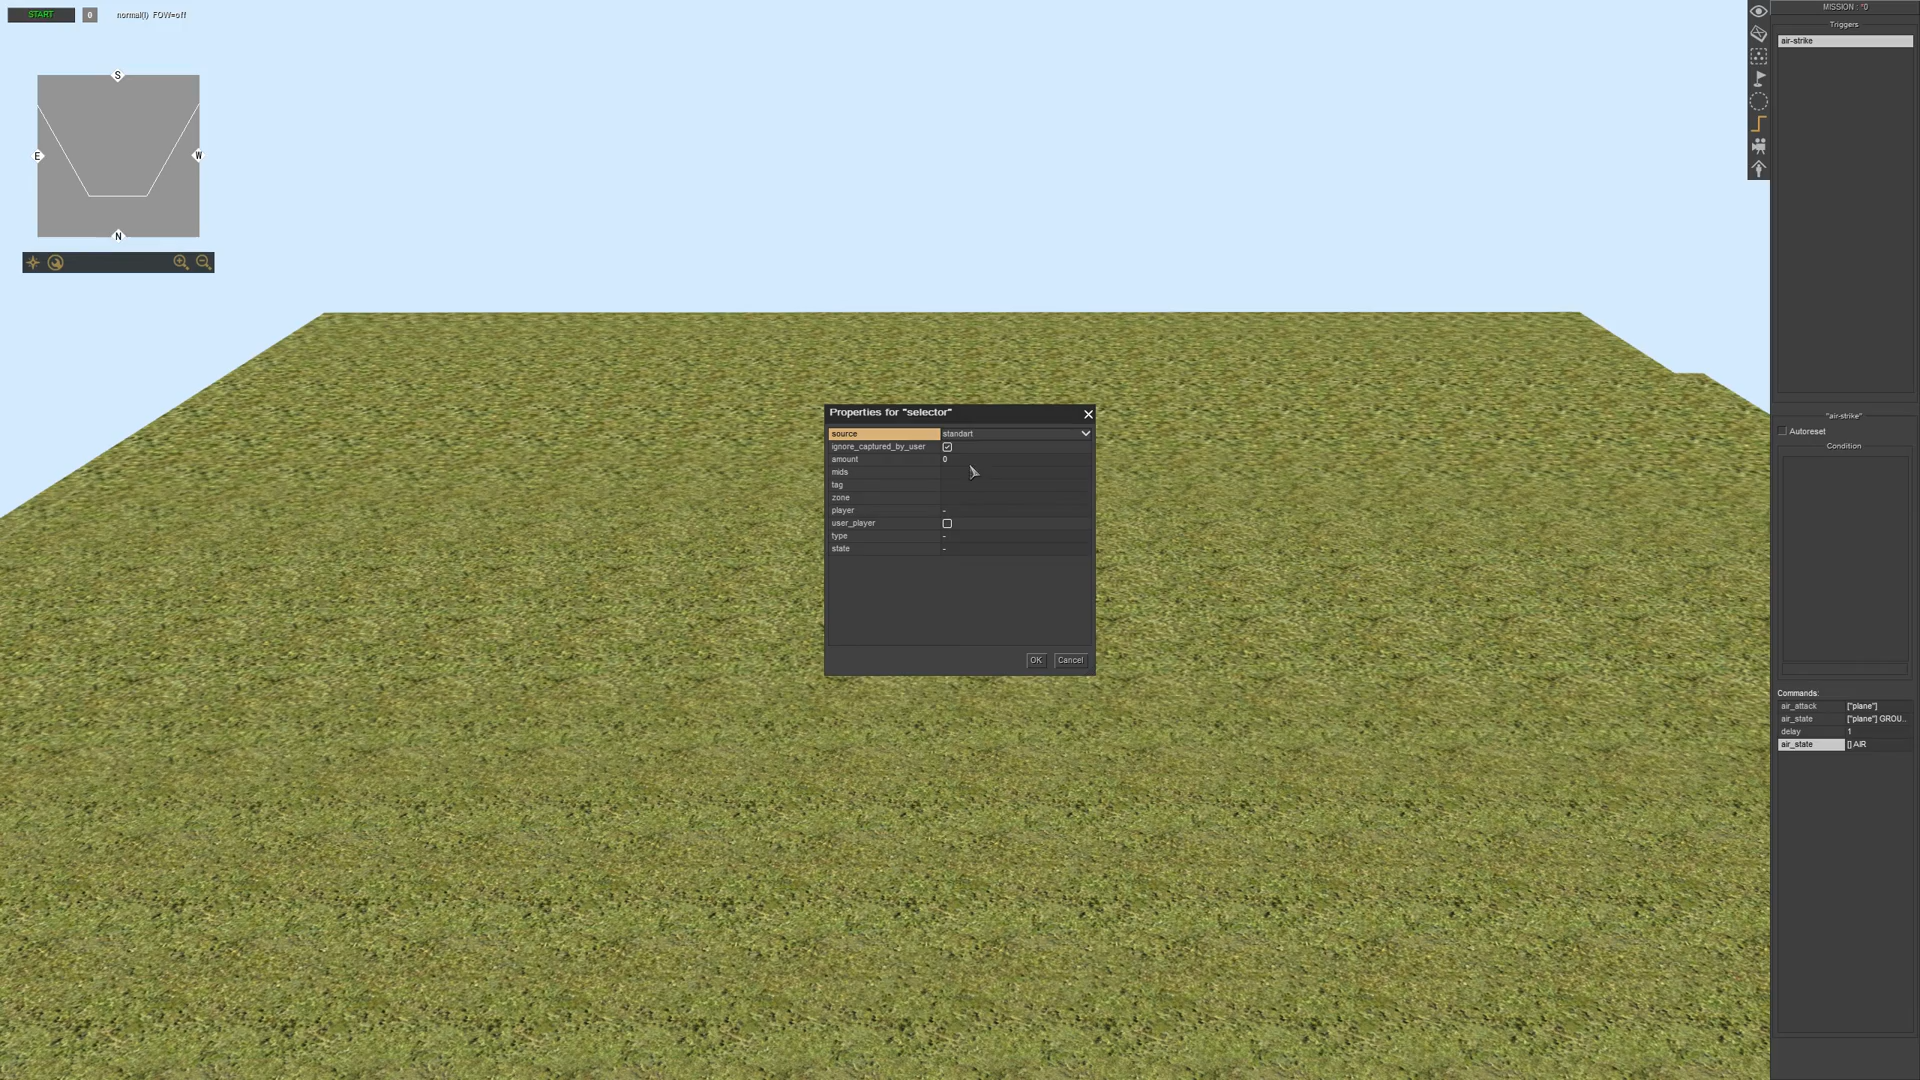 START
0
normal(l) FOW=off
S
E
W
N
MISSION : *0
Triggers
air-strike
"air-strike"
Autoreset
Condition
Commands:
air_attack ["plane"]
air_state ["plane"] GROU..
delay 1
air_state [] AIR
Properties for "selector"
source standart
ignore_captured_by_user
amount 0
mids
tag
zone
player -
user_player
type -
state -
OK Cancel